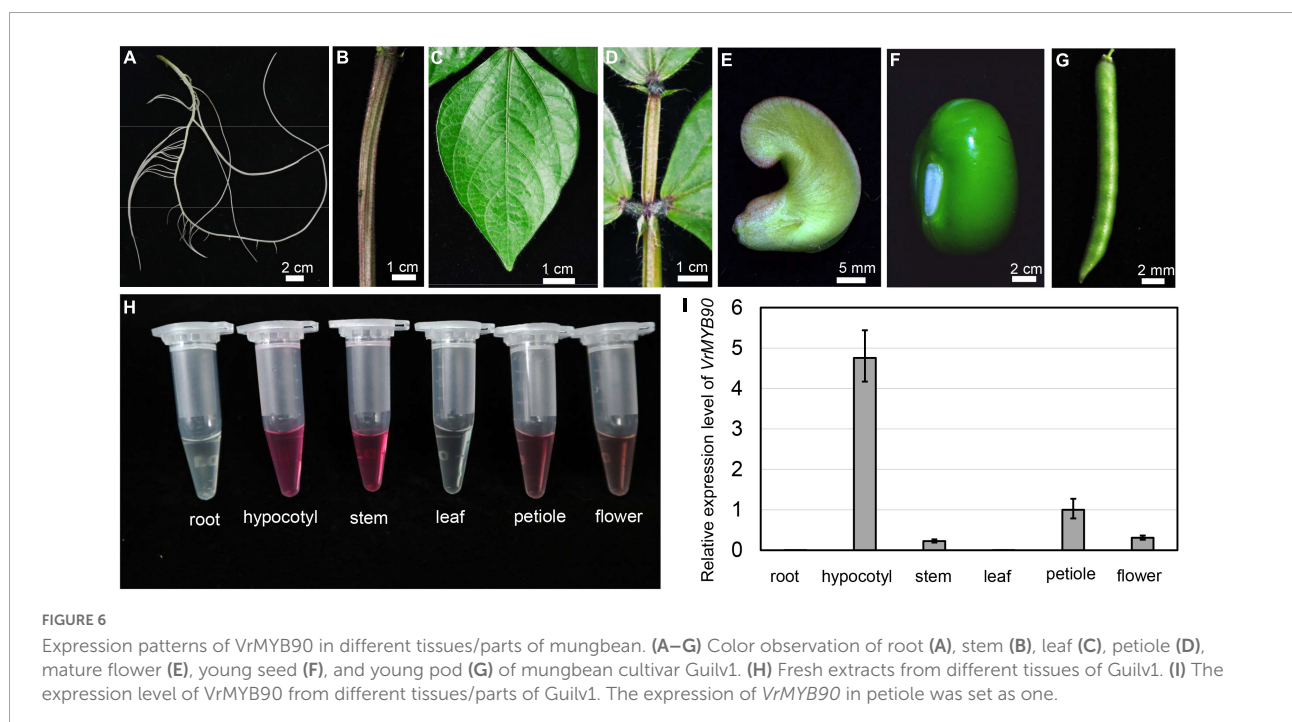 A
B
C
D
E
F
G
2 cm
1 cm
1 cm
1 cm
5 mm
2 cm
2 mm
H
root hypocotyl stem leaf petiole flower
I
Relative expression level of VrMYB90
6
5
4
3
2
1
0
root hypocotyl stem leaf petiole flower
FIGURE 6
Expression patterns of VrMYB90 in different tissues/parts of mungbean. (A–G) Color observation of root (A), stem (B), leaf (C), petiole (D),
mature flower (E), young seed (F), and young pod (G) of mungbean cultivar Guilv1. (H) Fresh extracts from different tissues of Guilv1. (I) The
expression level of VrMYB90 from different tissues/parts of Guilv1. The expression of VrMYB90 in petiole was set as one.